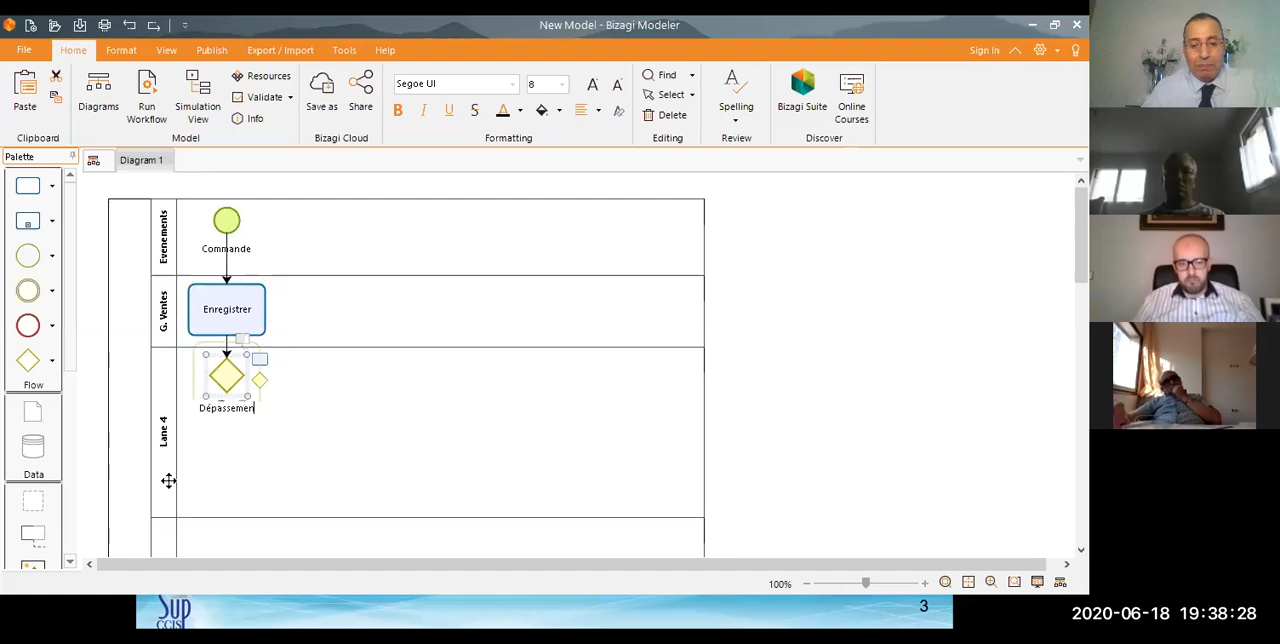 New Model - Bizagi Modeler
File Home Format View Publish Export / Import Tools Help Sign In
Paste
Clipboard
Diagrams
Run Workflow
Simulation View
Resources
Validate
Info
Model
Save as
Share
Bizagi Cloud
Segoe UI 8
B I U S A
Formatting
Find
Select
Delete
Editing
Spelling
Review
Bizagi Suite
Online Courses
Discover
Palette
Diagram 1
Flow
Data
Evenements
Commande
G. Ventes
Enregistrer
Lane 4
Dépassemen
100%
Sup
CCIS
3
2020-06-18 19:38:28